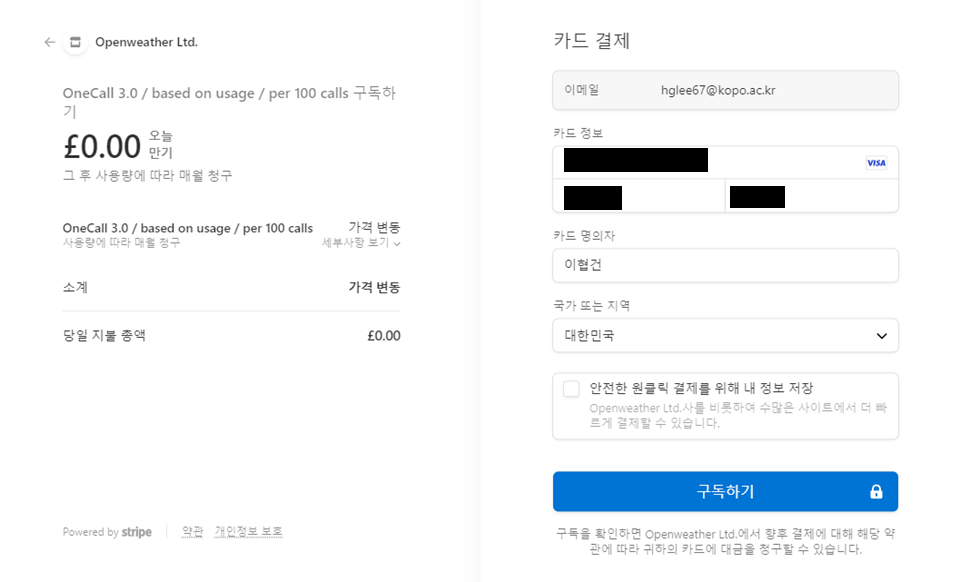 Openweather Ltd.
OneCall 3.0 / based on usage / per 100 calls 구독하
기
£0.00 오늘
만기
그 후 사용량에 따라 매월 청구
OneCall 3.0 / based on usage / per 100 calls 가격 변동
사용량에 따라 매월 청구 세부사항 보기
소계 가격 변동
당일 지불 총액 £0.00
Powered by stripe 약관 개인정보 보호
카드 결제
이메일 hglee67@kopo.ac.kr
카드 정보
VISA
카드 명의자
이협건
국가 또는 지역
대한민국
안전한 원클릭 결제를 위해 내 정보 저장
Openweather Ltd.사를 비롯하여 수많은 사이트에서 더 빠
르게 결제할 수 있습니다.
구독하기
구독을 확인하면 Openweather Ltd.에서 향후 결제에 대해 해당 약
관에 따라 귀하의 카드에 대금을 청구할 수 있습니다.